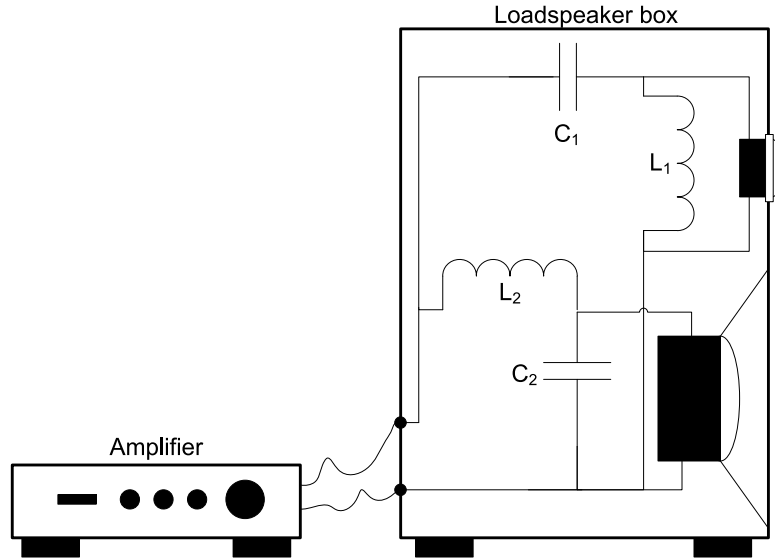 Loadspeaker box
C₁
L₁
L₂
C₂
Amplifier